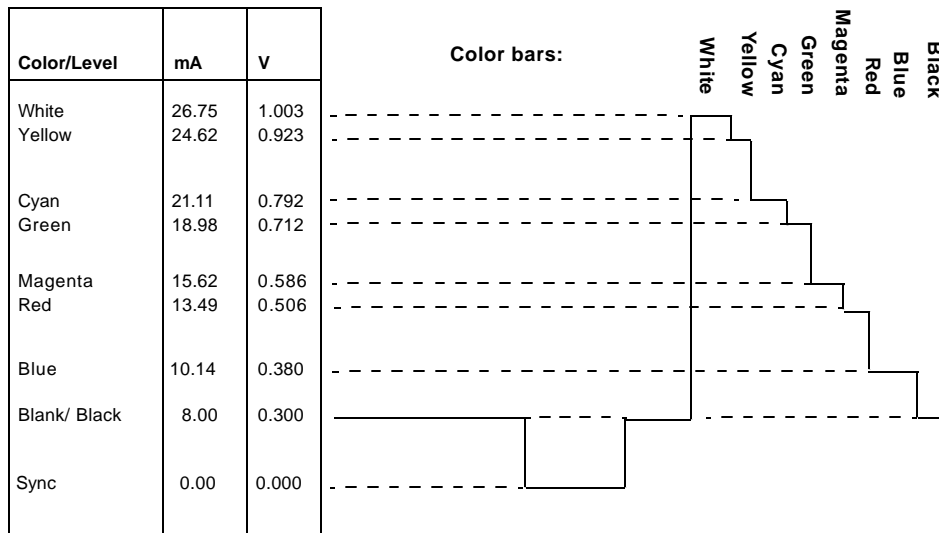 Color bars:
White
Yellow
Cyan
Green
Magenta
Red
Blue
Black
Color/Level mA V
White 26.75 1.003
Yellow 24.62 0.923
Cyan 21.11 0.792
Green 18.98 0.712
Magenta 15.62 0.586
Red 13.49 0.506
Blue 10.14 0.380
Blank/ Black 8.00 0.300
Sync 0.00 0.000